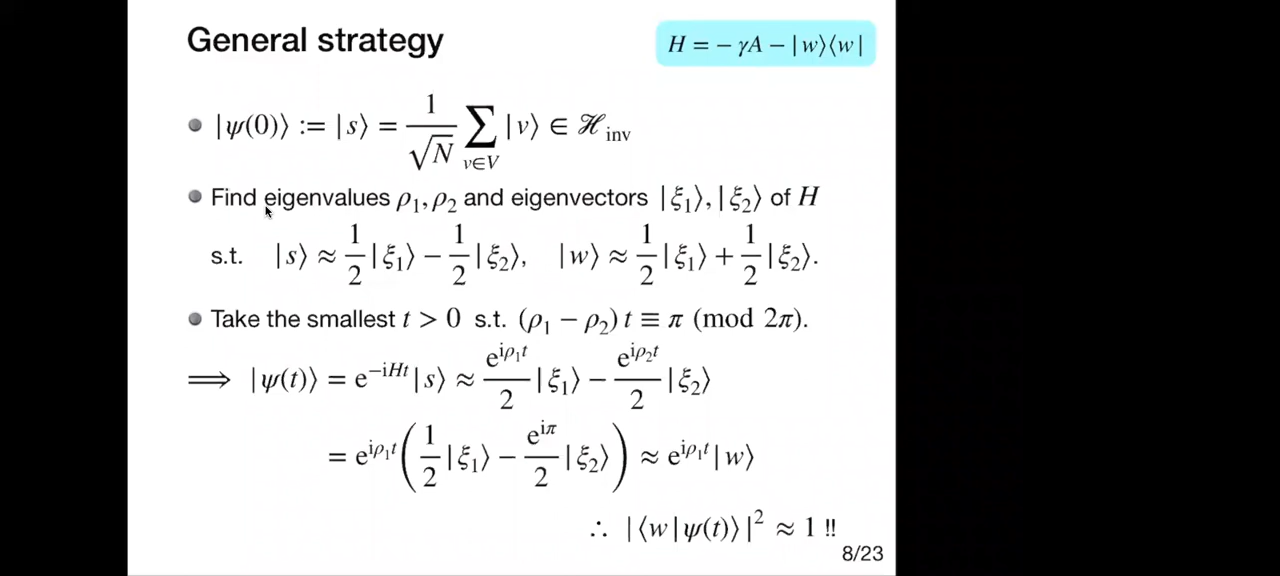 General strategy
H = − γA − |w⟩⟨w|
|ψ(0)⟩ := |s⟩ = 1/√N ∑_{v∈V} |v⟩ ∈ ℋ_inv
Find eigenvalues ρ₁, ρ₂ and eigenvectors |ξ₁⟩, |ξ₂⟩ of H
s.t. |s⟩ ≈ 1/2 |ξ₁⟩ − 1/2 |ξ₂⟩, |w⟩ ≈ 1/2 |ξ₁⟩ + 1/2 |ξ₂⟩.
Take the smallest t > 0 s.t. (ρ₁ − ρ₂) t ≡ π (mod 2π).
⟹ |ψ(t)⟩ = e^{−iHt} |s⟩ ≈ e^{iρ₁t}/2 |ξ₁⟩ − e^{iρ₂t}/2 |ξ₂⟩
= e^{iρ₁t} (1/2 |ξ₁⟩ − e^{iπ}/2 |ξ₂⟩) ≈ e^{iρ₁t} |w⟩
∴ |⟨w|ψ(t)⟩|² ≈ 1 !!
8/23